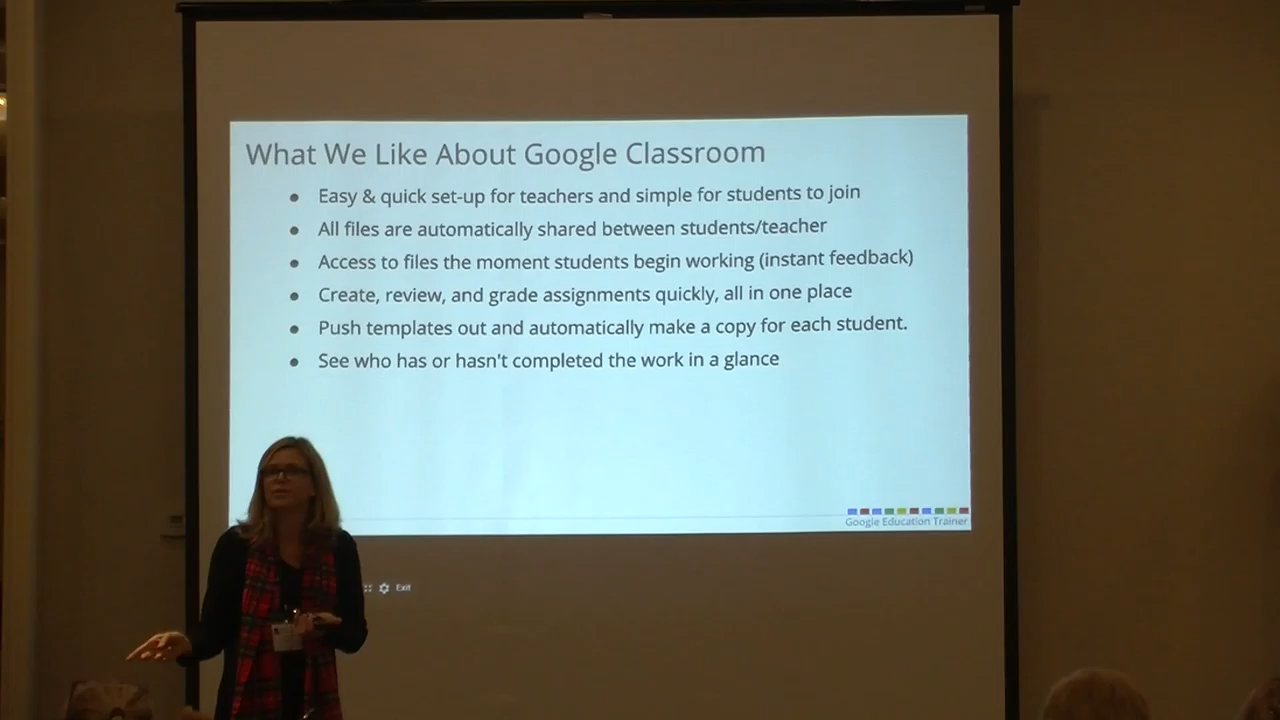 What We Like About Google Classroom
Easy & quick set-up for teachers and simple for students to join
All files are automatically shared between students/teacher
Access to files the moment students begin working (instant feedback)
Create, review, and grade assignments quickly, all in one place
Push templates out and automatically make a copy for each student.
See who has or hasn't completed the work in a glance
Google Education Trainer
Exit